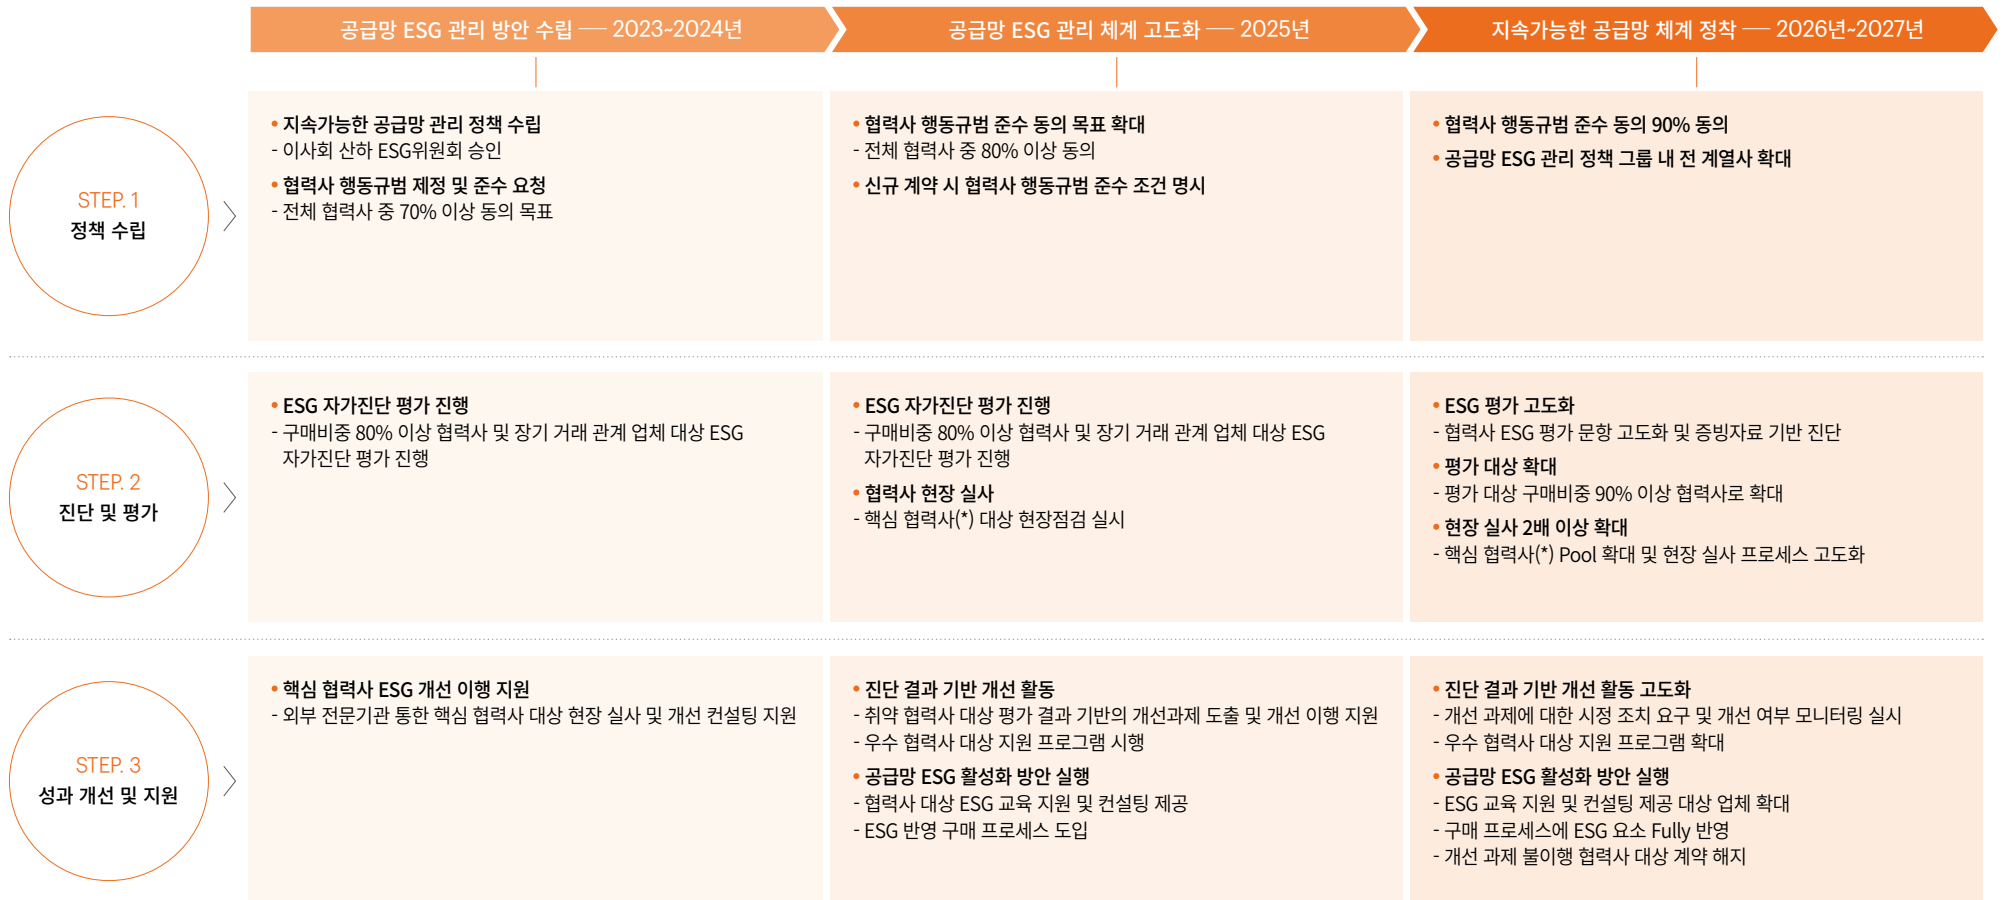 공급망 ESG 관리 방안 수립 — 2023~2024년
공급망 ESG 관리 체계 고도화 — 2025년
지속가능한 공급망 체계 정착 — 2026년~2027년
STEP. 1
정책 수립
• 지속가능한 공급망 관리 정책 수립
- 이사회 산하 ESG위원회 승인
• 협력사 행동규범 제정 및 준수 요청
- 전체 협력사 중 70% 이상 동의 목표
• 협력사 행동규범 준수 동의 목표 확대
- 전체 협력사 중 80% 이상 동의
• 신규 계약 시 협력사 행동규범 준수 조건 명시
• 협력사 행동규범 준수 동의 90% 동의
• 공급망 ESG 관리 정책 그룹 내 전 계열사 확대
STEP. 2
진단 및 평가
• ESG 자가진단 평가 진행
- 구매비중 80% 이상 협력사 및 장기 거래 관계 업체 대상 ESG
자가진단 평가 진행
• ESG 자가진단 평가 진행
- 구매비중 80% 이상 협력사 및 장기 거래 관계 업체 대상 ESG
자가진단 평가 진행
• 협력사 현장 실사
- 핵심 협력사(*) 대상 현장점검 실시
• ESG 평가 고도화
- 협력사 ESG 평가 문항 고도화 및 증빙자료 기반 진단
• 평가 대상 확대
- 평가 대상 구매비중 90% 이상 협력사로 확대
• 현장 실사 2배 이상 확대
- 핵심 협력사(*) Pool 확대 및 현장 실사 프로세스 고도화
STEP. 3
성과 개선 및 지원
• 핵심 협력사 ESG 개선 이행 지원
- 외부 전문기관 통한 핵심 협력사 대상 현장 실사 및 개선 컨설팅 지원
• 진단 결과 기반 개선 활동
- 취약 협력사 대상 평가 결과 기반의 개선과제 도출 및 개선 이행 지원
- 우수 협력사 대상 지원 프로그램 시행
• 공급망 ESG 활성화 방안 실행
- 협력사 대상 ESG 교육 지원 및 컨설팅 제공
- ESG 반영 구매 프로세스 도입
• 진단 결과 기반 개선 활동 고도화
- 개선 과제에 대한 시정 조치 요구 및 개선 여부 모니터링 실시
- 우수 협력사 대상 지원 프로그램 확대
• 공급망 ESG 활성화 방안 실행
- ESG 교육 지원 및 컨설팅 제공 대상 업체 확대
- 구매 프로세스에 ESG 요소 Fully 반영
- 개선 과제 불이행 협력사 대상 계약 해지